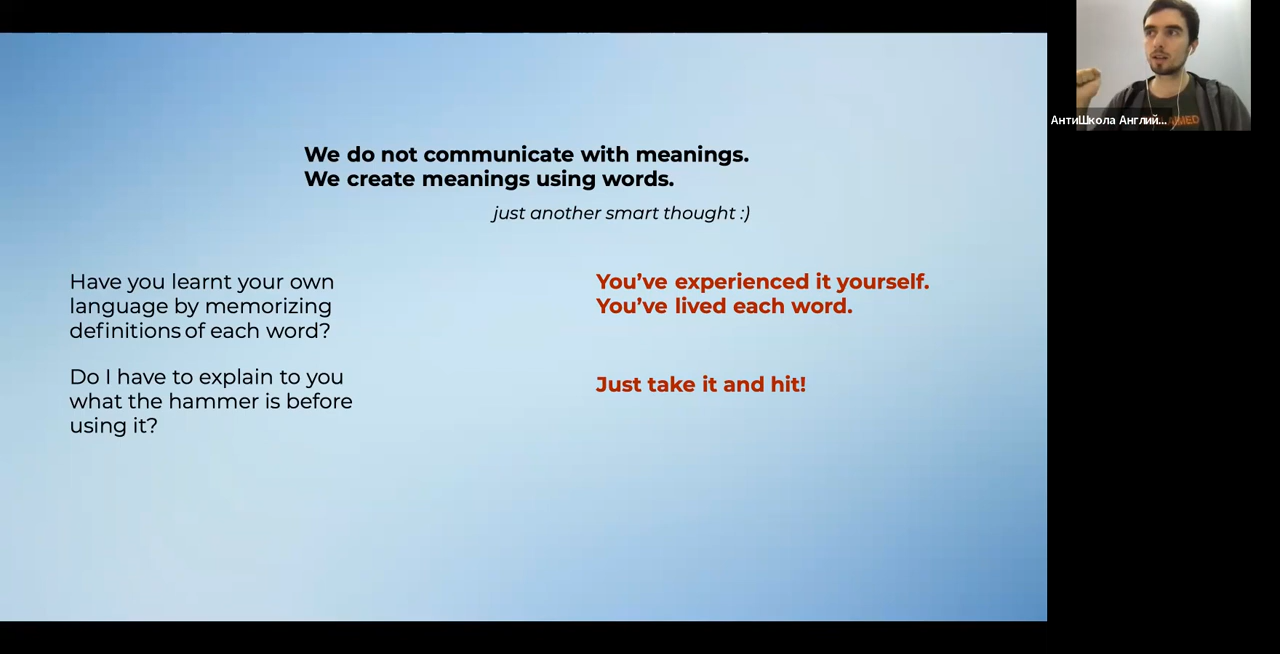 We do not communicate with meanings.
We create meanings using words.
just another smart thought :)
Have you learnt your own
language by memorizing
definitions of each word?
Do I have to explain to you
what the hammer is before
using it?
You've experienced it yourself.
You've lived each word.
Just take it and hit!
АнтиШкола Англий...